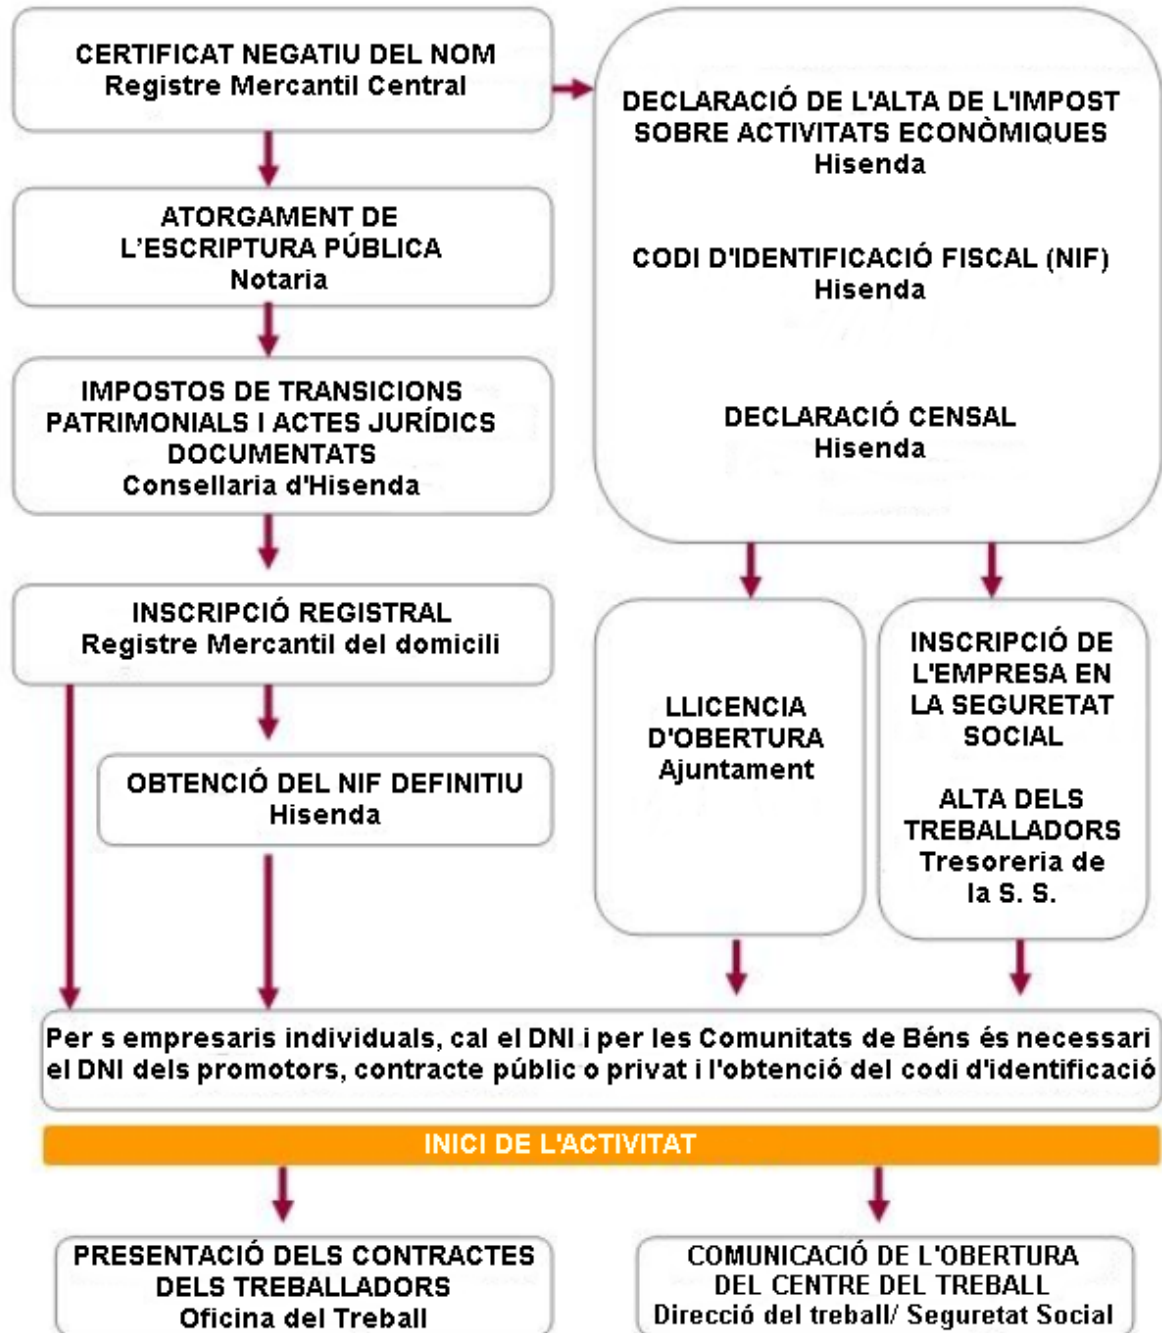 CERTIFICAT NEGATIU DEL NOM
Registre Mercantil Central
DECLARACIÓ DE L'ALTA DE L'IMPOST
SOBRE ACTIVITATS ECONÒMIQUES
Hisenda
CODI D'IDENTIFICACIÓ FISCAL (NIF)
Hisenda
DECLARACIÓ CENSAL
Hisenda
ATORGAMENT DE
L'ESCRIPTURA PÚBLICA
Notaria
IMPOSTOS DE TRANSICIONS
PATRIMONIALS I ACTES JURÍDICS
DOCUMENTATS
Consellaria d'Hisenda
INSCRIPCIÓ REGISTRAL
Registre Mercantil del domicili
OBTENCIÓ DEL NIF DEFINITIU
Hisenda
LLICENCIA
D'OBERTURA
Ajuntament
INSCRIPCIÓ DE
L'EMPRESA EN
LA SEGURETAT
SOCIAL
ALTA DELS
TREBALLADORS
Tresoreria de
la S. S.
Per s empresaris individuals, cal el DNI i per les Comunitats de Béns és necessari
el DNI dels promotors, contracte públic o privat i l'obtenció del codi d'identificació
INICI DE L'ACTIVITAT
PRESENTACIÓ DELS CONTRACTES
DELS TREBALLADORS
Oficina del Treball
COMUNICACIÓ DE L'OBERTURA
DEL CENTRE DEL TREBALL
Direcció del treball/ Seguretat Social